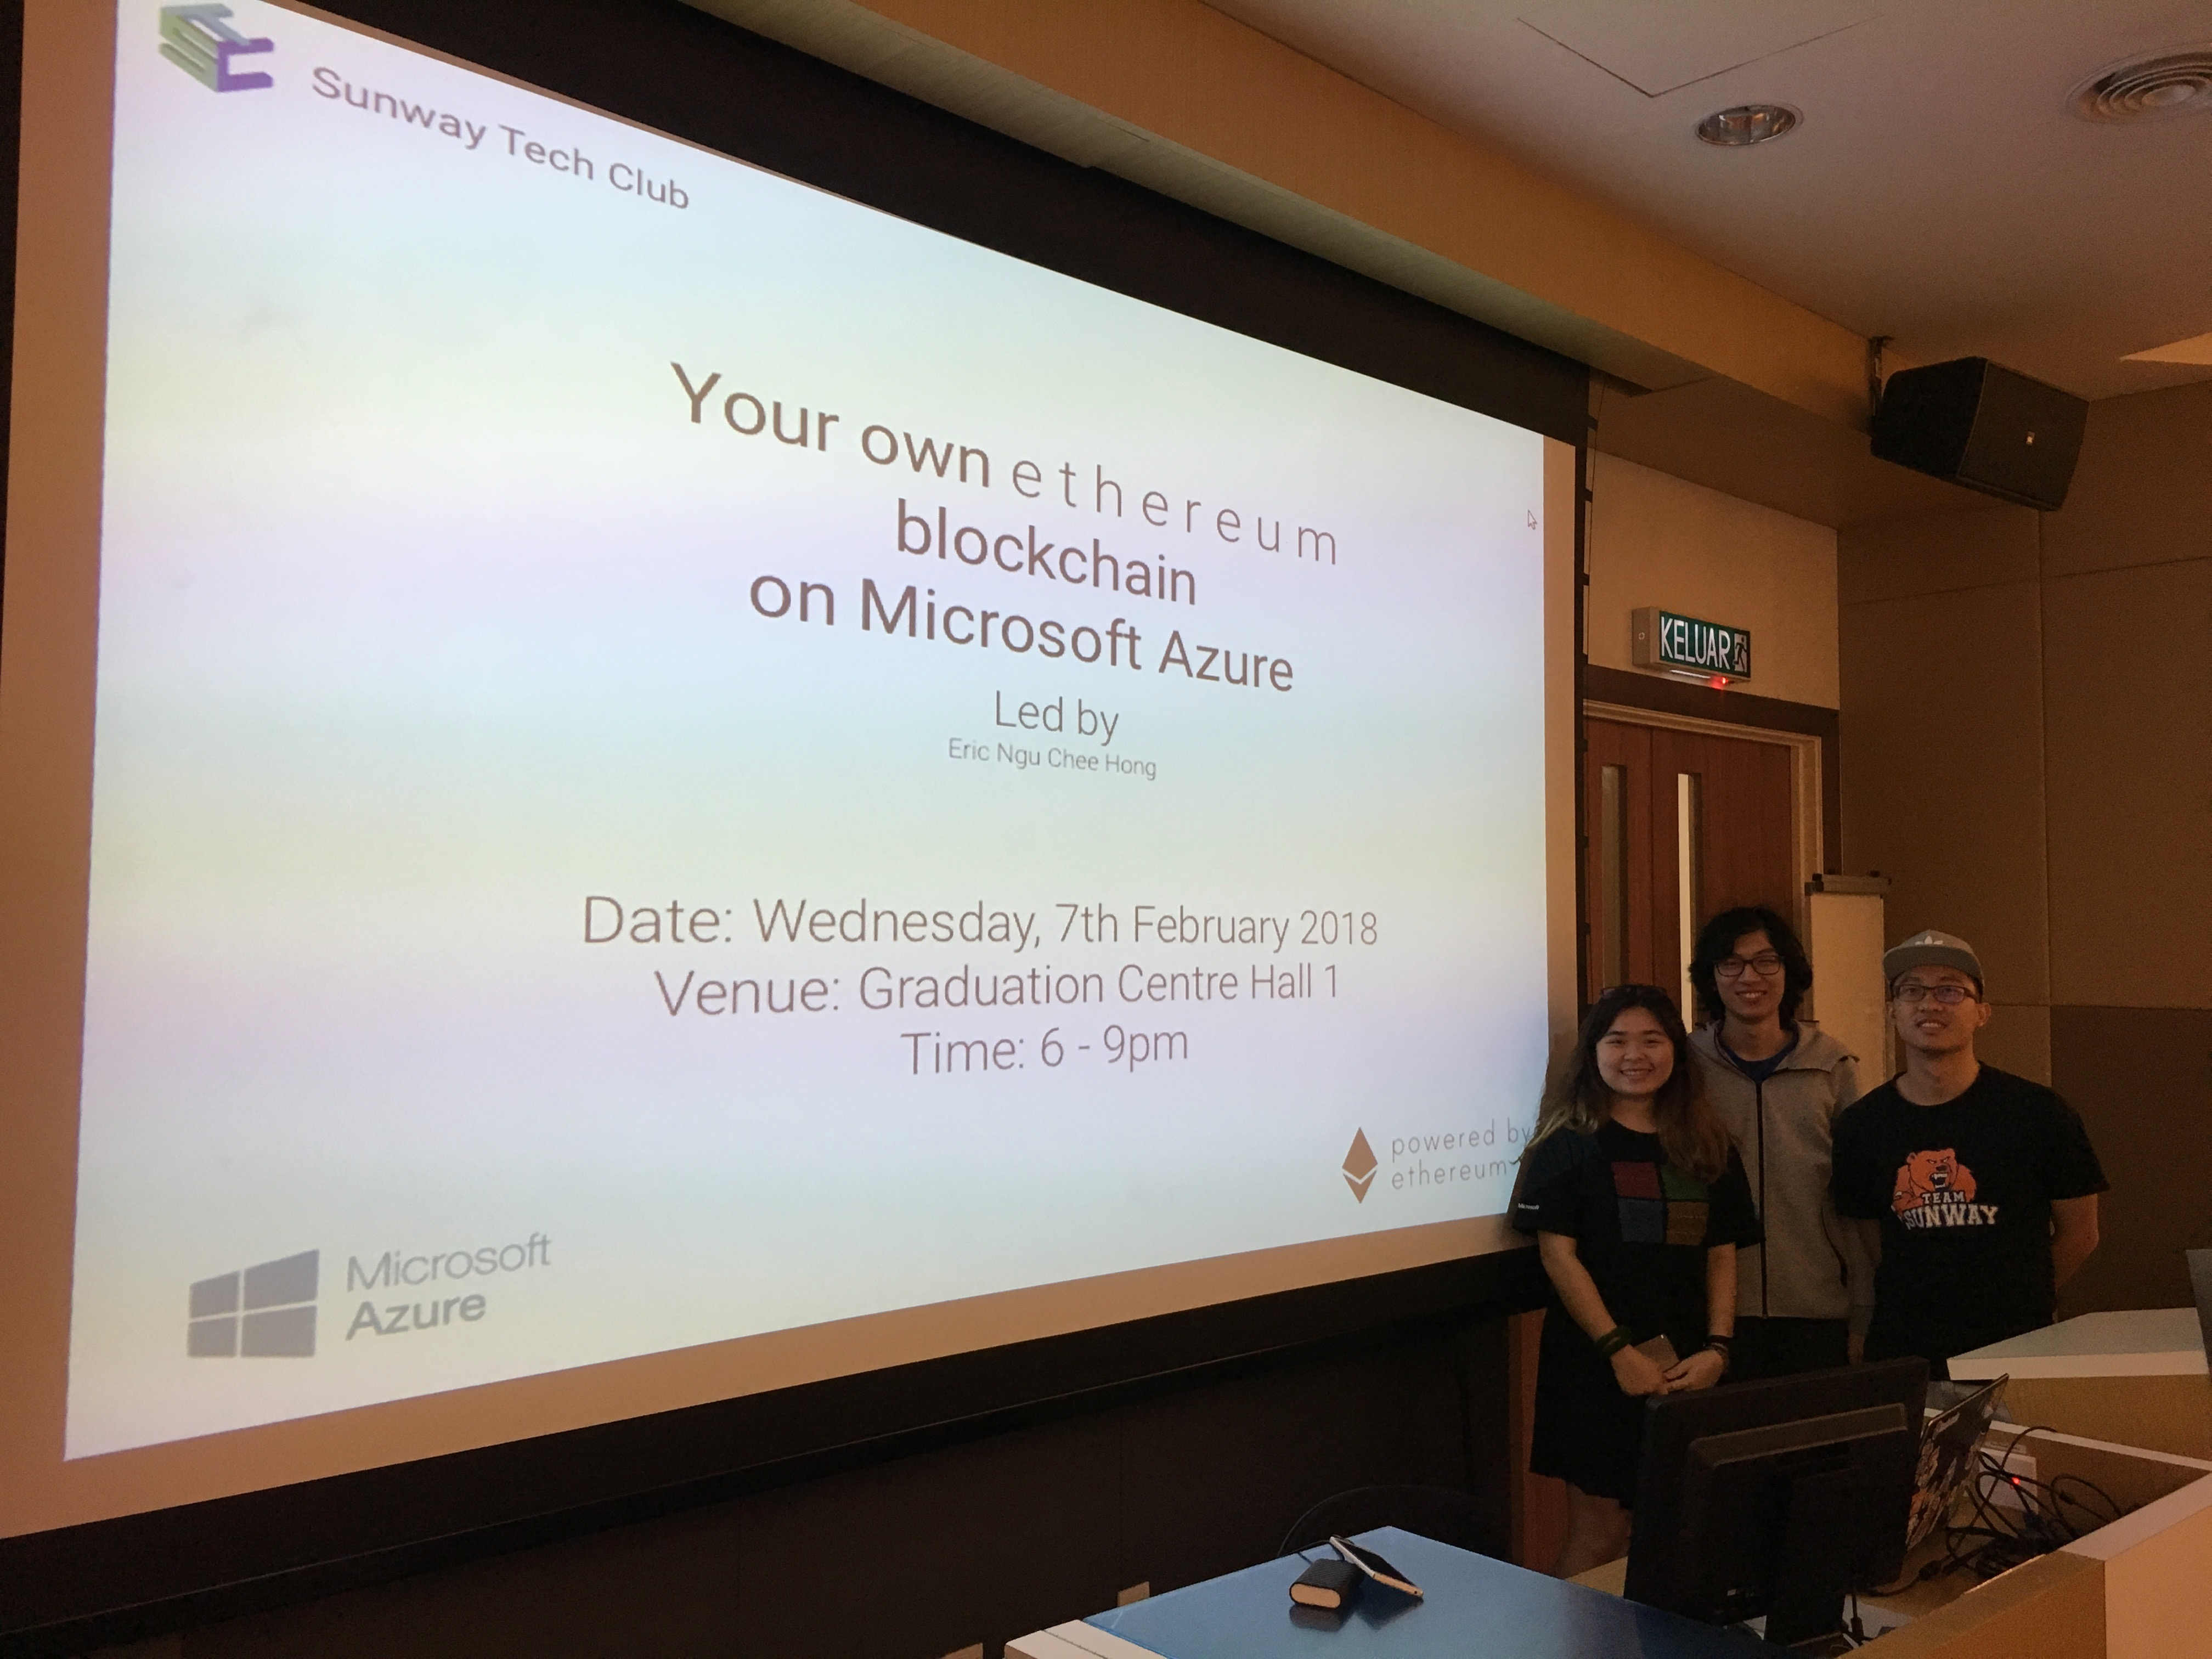 Sunway Tech Club
Your own ethereum
blockchain
on Microsoft Azure
Led by
Eric Ngu Chee Hong
Date: Wednesday, 7th February 2018
Venue: Graduation Centre Hall 1
Time: 6 - 9pm
powered by
ethereum
Microsoft
Azure
KELUAR
Microsoft
TEAM
SUNWAY